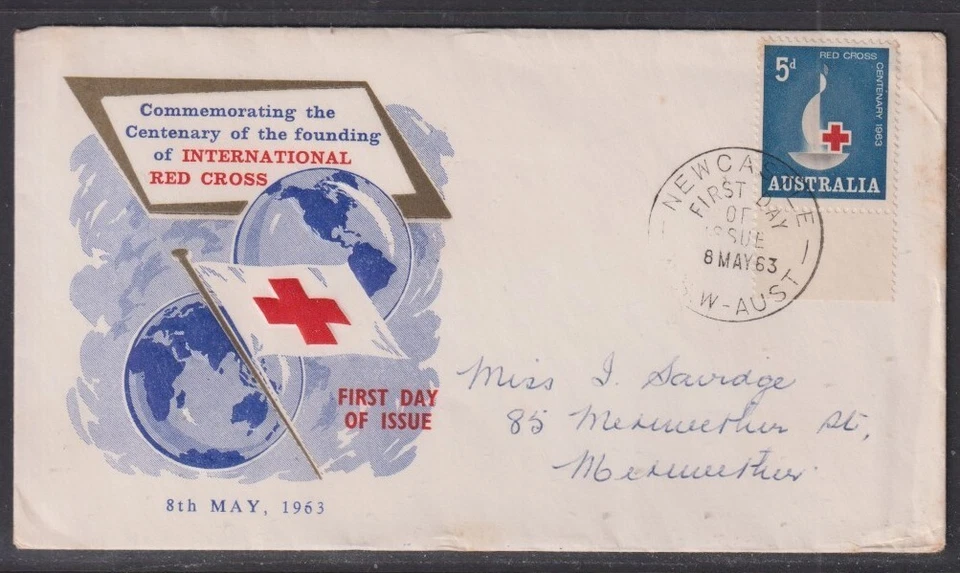 Commemorating the
Centenary of the founding
of INTERNATIONAL
RED CROSS
FIRST DAY
OF ISSUE
8th MAY, 1963
5d
RED CROSS
CENTENARY 1963
AUSTRALIA
NEWCASTLE
FIRST DAY
OF
ISSUE
8 MAY 63
W-AUST
Miss I. Savidge
85 Merewether St,
Merewether.